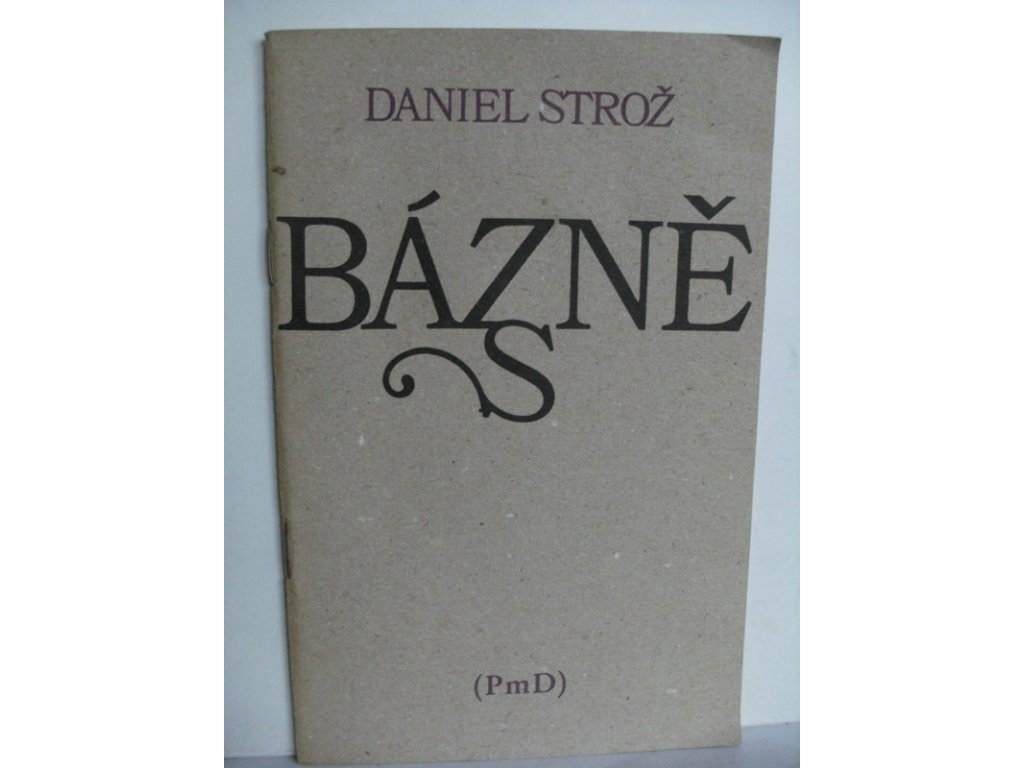 DANIEL STROŽ
BÁZNĚ
S
(PmD)